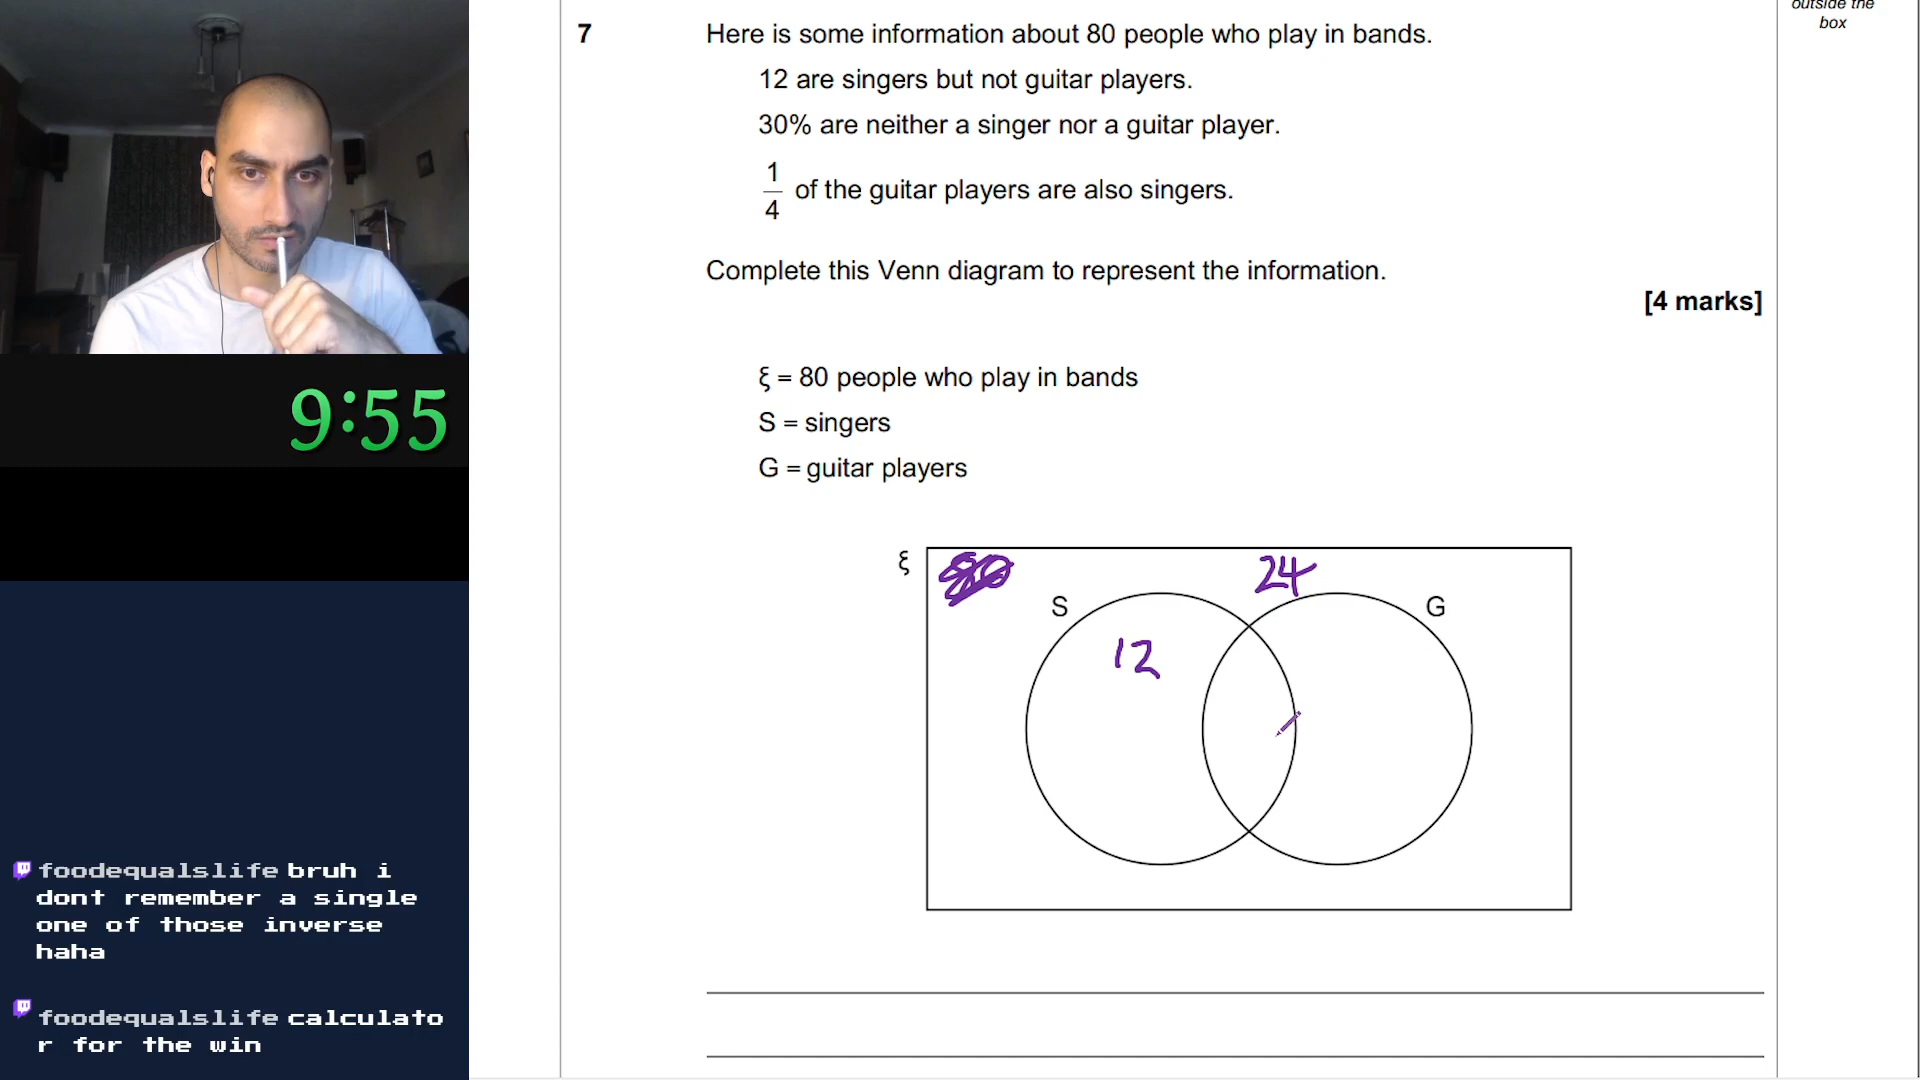 outside the
box
7 Here is some information about 80 people who play in bands.
12 are singers but not guitar players.
30% are neither a singer nor a guitar player.
1/4 of the guitar players are also singers.
Complete this Venn diagram to represent the information.
[4 marks]
ξ = 80 people who play in bands
S = singers
G = guitar players
9:55
ξ
24
S
G
12
foodequalslife bruh i
dont remember a single
one of those inverse
haha
foodequalslife calculato
r for the win